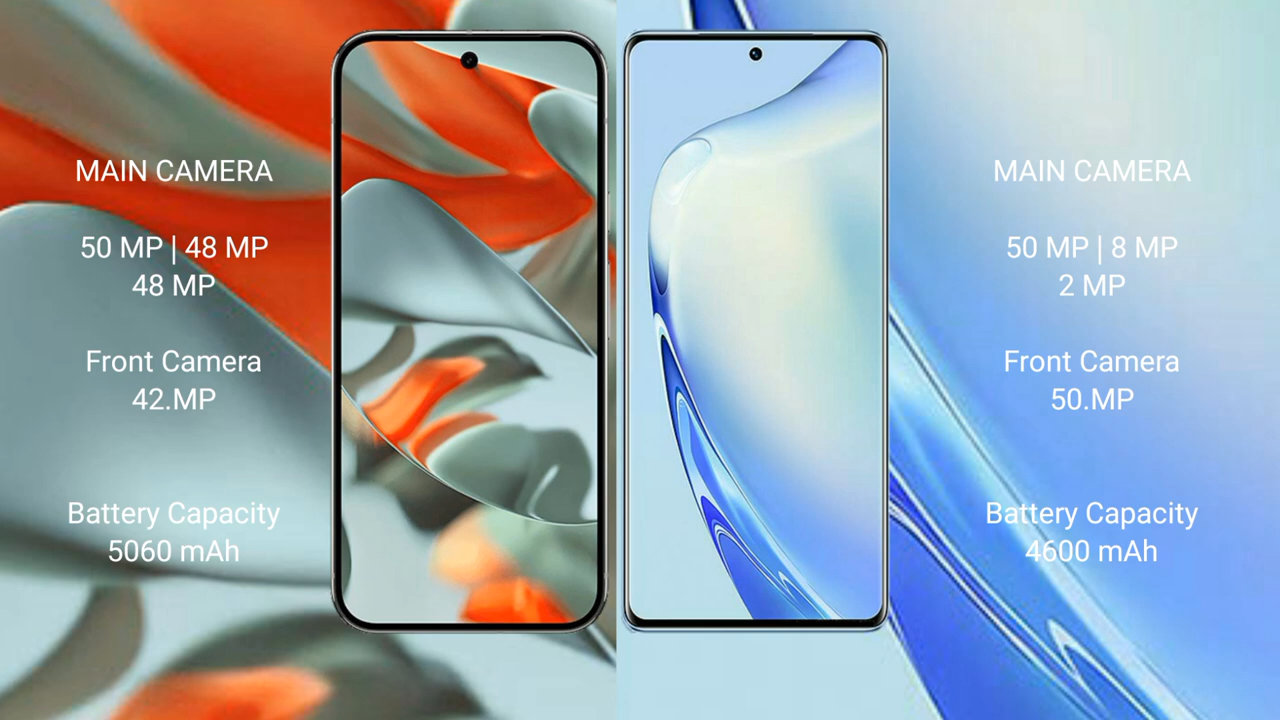 MAIN CAMERA
50 MP | 48 MP
48 MP
Front Camera
42.MP
Battery Capacity
5060 mAh
MAIN CAMERA
50 MP | 8 MP
2 MP
Front Camera
50.MP
Battery Capacity
4600 mAh